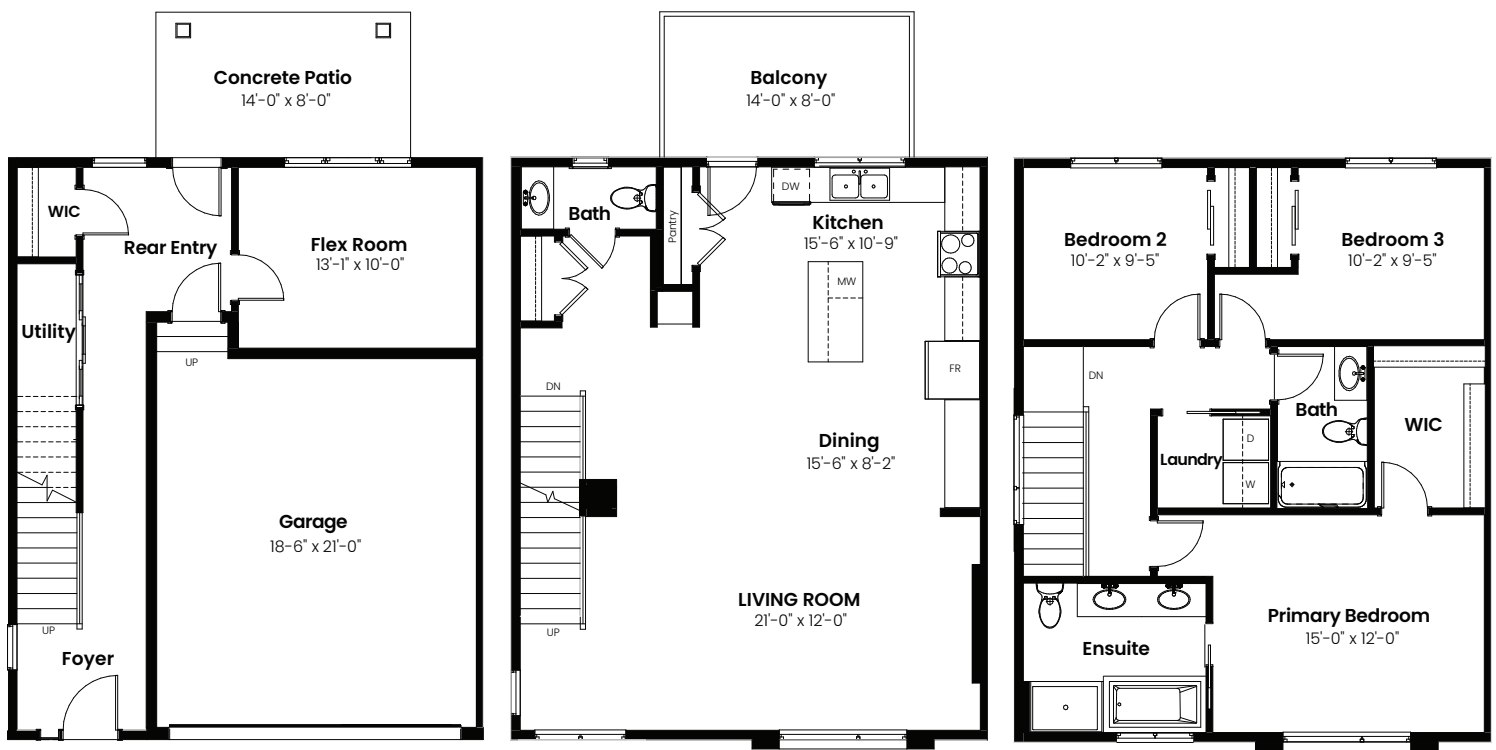 Concrete Patio
14'-0" x 8'-0"
WIC
Rear Entry
Flex Room
13'-1" x 10'-0"
Utility
UP
Garage
18-6" x 21'-0"
UP
Foyer
Balcony
14'-0" x 8'-0"
DW
Bath
Pantry
Kitchen
15'-6" x 10'-9"
MW
FR
DN
Dining
15'-6" x 8'-2"
LIVING ROOM
21'-0" x 12'-0"
UP
Bedroom 2
10'-2" x 9'-5"
Bedroom 3
10'-2" x 9'-5"
DN
Bath
WIC
D
Laundry
W
Primary Bedroom
15'-0" x 12'-0"
Ensuite